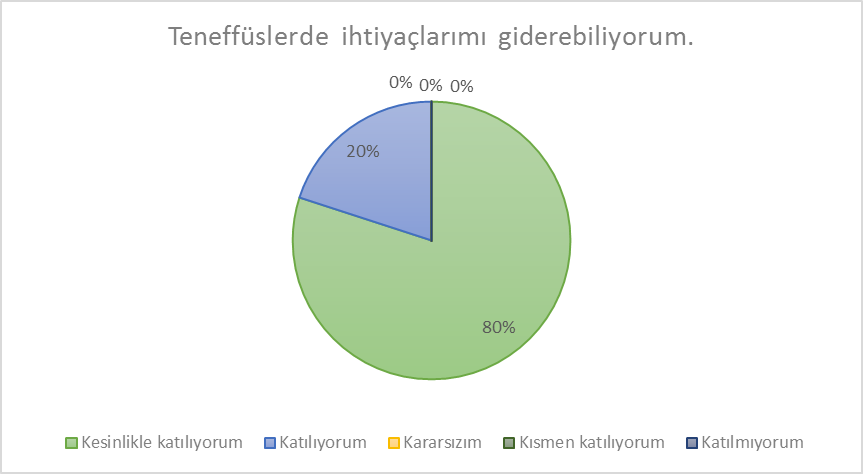 Teneffüslerde ihtiyaçlarımı giderebiliyorum.
0% 0% 0%
20%
80%
Kesinlikle katılıyorum Katılıyorum Kararsızım Kısmen katılıyorum Katılmıyorum